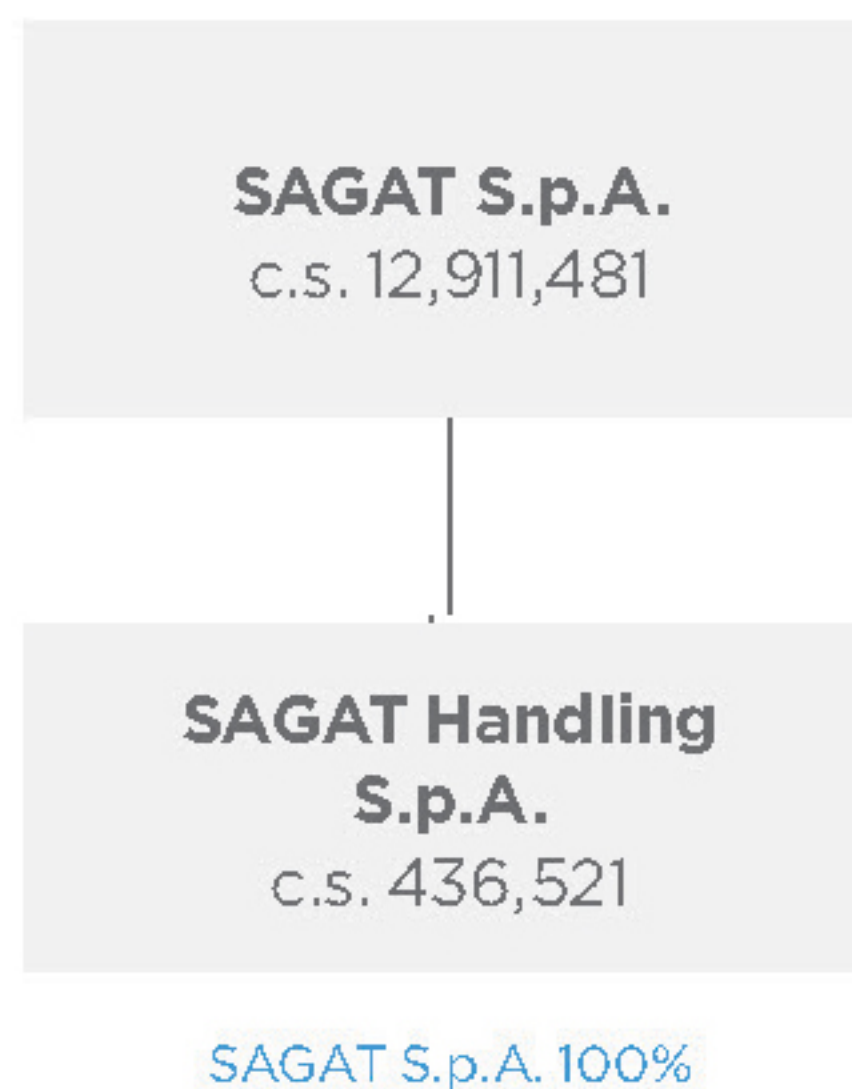 SAGAT S.p.A.
c.s. 12,911,481
SAGAT Handling
S.p.A.
c.s. 436,521
SAGAT S.p.A. 100%